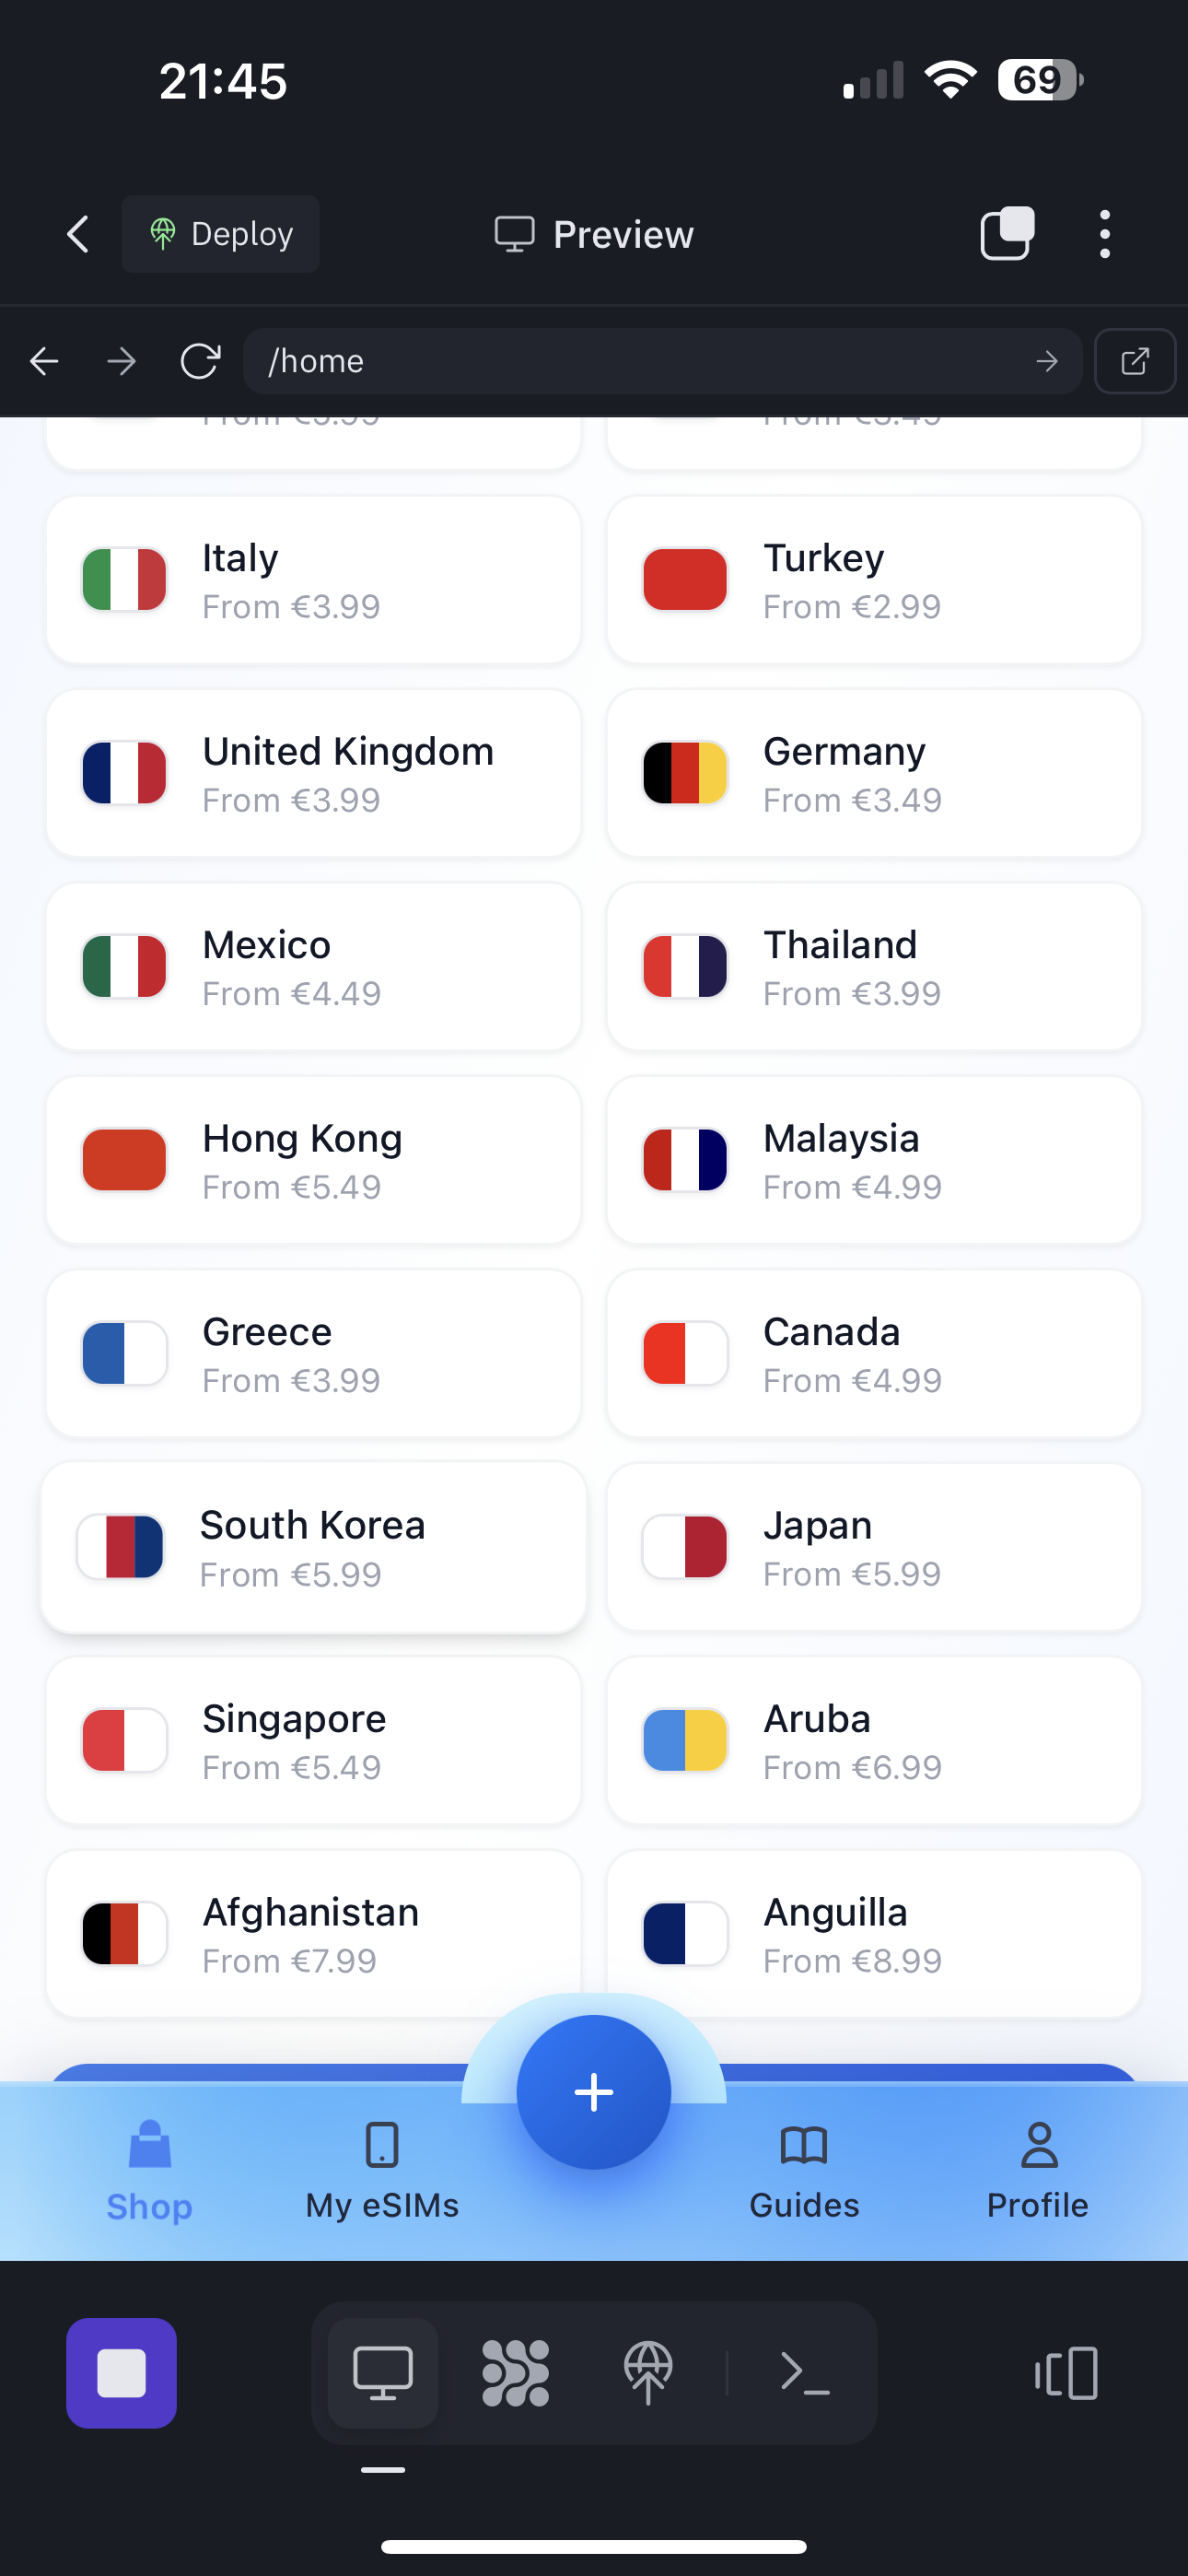 21:45
69
Deploy
Preview
/home
Italy
From €3.99
Turkey
From €2.99
United Kingdom
From €3.99
Germany
From €3.49
Mexico
From €4.49
Thailand
From €3.99
Hong Kong
From €5.49
Malaysia
From €4.99
Greece
From €3.99
Canada
From €4.99
South Korea
From €5.99
Japan
From €5.99
Singapore
From €5.49
Aruba
From €6.99
Afghanistan
From €7.99
Anguilla
From €8.99
Shop
My eSIMs
Guides
Profile